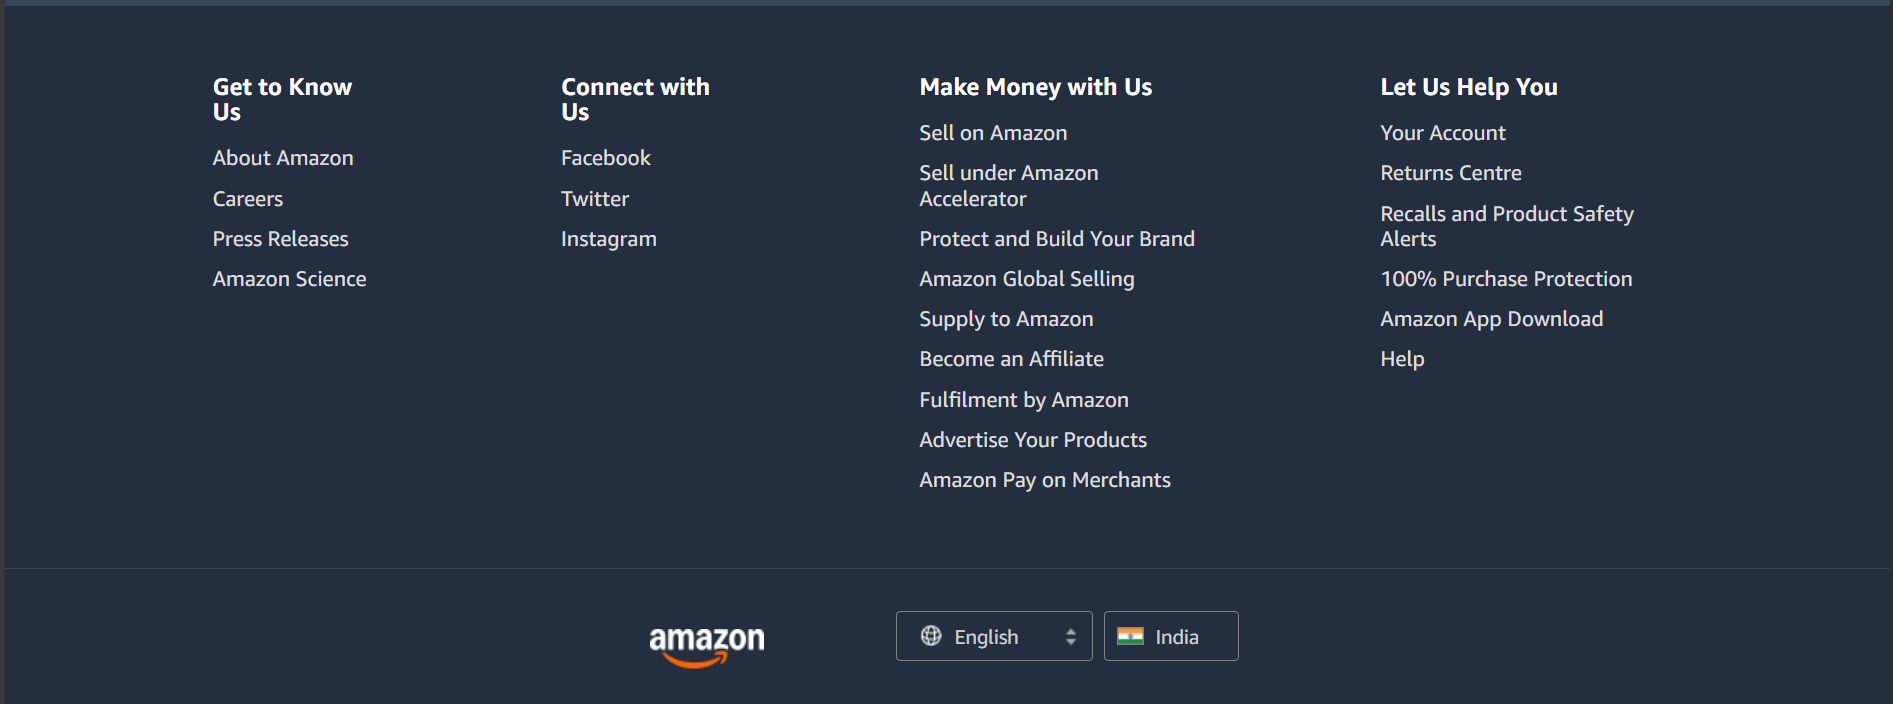 Get to Know
Us
About Amazon
Careers
Press Releases
Amazon Science
Connect with
Us
Facebook
Twitter
Instagram
Make Money with Us
Sell on Amazon
Sell under Amazon
Accelerator
Protect and Build Your Brand
Amazon Global Selling
Supply to Amazon
Become an Affiliate
Fulfilment by Amazon
Advertise Your Products
Amazon Pay on Merchants
Let Us Help You
Your Account
Returns Centre
Recalls and Product Safety
Alerts
100% Purchase Protection
Amazon App Download
Help
amazon
English
India